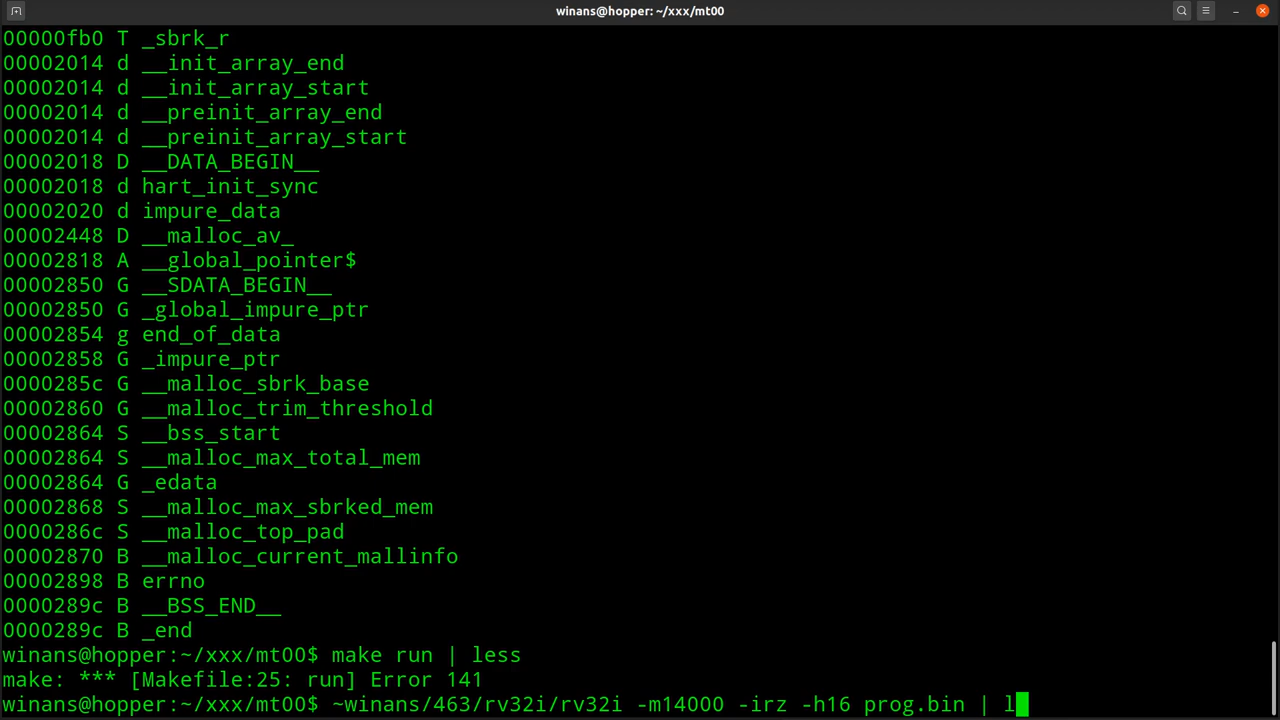 winans@hopper: ~/xxx/mt00
00000fb0 T _sbrk_r
00002014 d __init_array_end
00002014 d __init_array_start
00002014 d __preinit_array_end
00002014 d __preinit_array_start
00002018 D __DATA_BEGIN__
00002018 d hart_init_sync
00002020 d impure_data
00002448 D __malloc_av_
00002818 A __global_pointer$
00002850 G __SDATA_BEGIN__
00002850 G _global_impure_ptr
00002854 g end_of_data
00002858 G _impure_ptr
0000285c G __malloc_sbrk_base
00002860 G __malloc_trim_threshold
00002864 S __bss_start
00002864 S __malloc_max_total_mem
00002864 G _edata
00002868 S __malloc_max_sbrked_mem
0000286c S __malloc_top_pad
00002870 B __malloc_current_mallinfo
00002898 B errno
0000289c B __BSS_END__
0000289c B _end
winans@hopper:~/xxx/mt00$ make run | less
make: *** [Makefile:25: run] Error 141
winans@hopper:~/xxx/mt00$ ~winans/463/rv32i/rv32i -m14000 -irz -h16 prog.bin | l